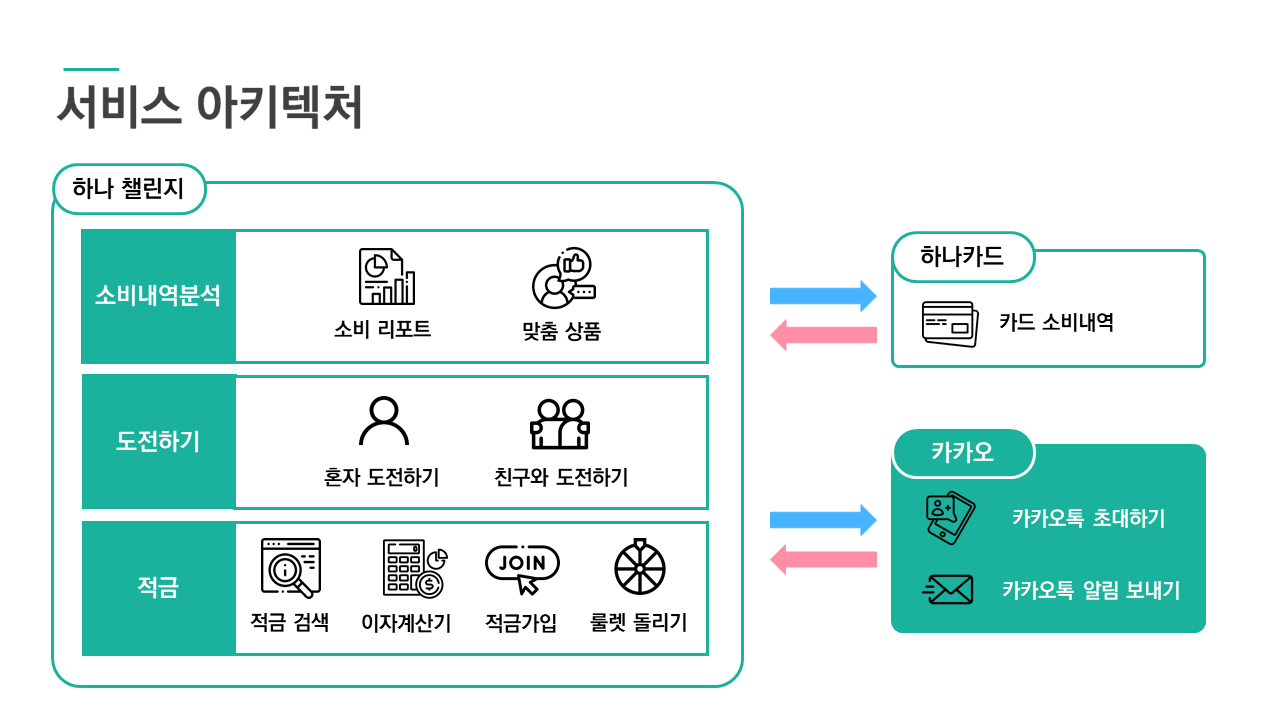 서비스 아키텍처
하나 챌린지
소비내역분석
소비 리포트
맞춤 상품
도전하기
혼자 도전하기
친구와 도전하기
적금
JOIN
적금 검색
이자계산기
적금가입
룰렛 돌리기
하나카드
카드 소비내역
카카오
카카오톡 초대하기
카카오톡 알림 보내기